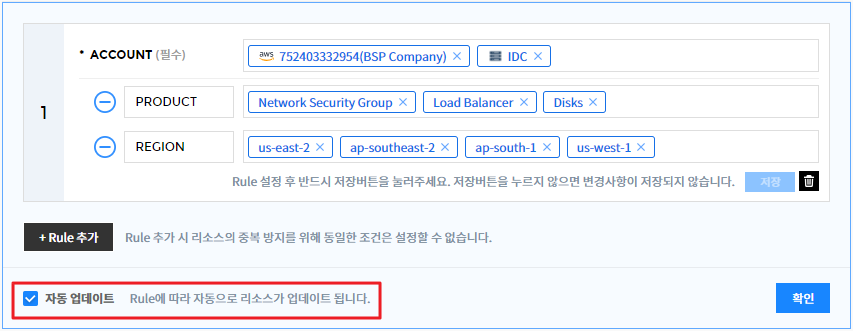 * ACCOUNT (필수) aws 752403332954(BSP Company) × IDC ×
1
PRODUCT Network Security Group × Load Balancer × Disks ×
REGION us-east-2 × ap-southeast-2 × ap-south-1 × us-west-1 ×
Rule 설정 후 반드시 저장버튼을 눌러주세요. 저장버튼을 누르지 않으면 변경사항이 저장되지 않습니다. 저장
+ Rule 추가 Rule 추가 시 리소스의 중복 방지를 위해 동일한 조건은 설정할 수 없습니다.
자동 업데이트 Rule에 따라 자동으로 리소스가 업데이트 됩니다. 확인